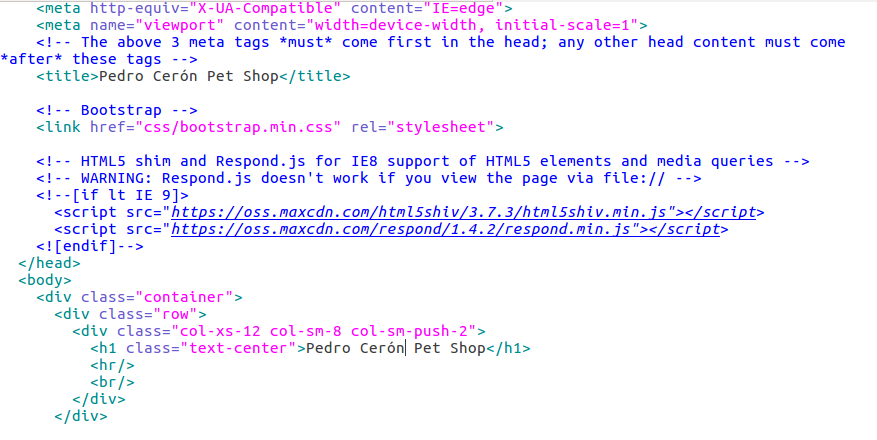 <meta http-equiv="X-UA-Compatible" content="IE=edge">
<meta name="viewport" content="width=device-width, initial-scale=1">
<!-- The above 3 meta tags *must* come first in the head; any other head content must come
*after* these tags -->
<title>Pedro Cerón Pet Shop</title>
<!-- Bootstrap -->
<link href="css/bootstrap.min.css" rel="stylesheet">
<!-- HTML5 shim and Respond.js for IE8 support of HTML5 elements and media queries -->
<!-- WARNING: Respond.js doesn't work if you view the page via file:// -->
<!--[if lt IE 9]>
<script src="https://oss.maxcdn.com/html5shiv/3.7.3/html5shiv.min.js"></script>
<script src="https://oss.maxcdn.com/respond/1.4.2/respond.min.js"></script>
<![endif]-->
</head>
<body>
<div class="container">
<div class="row">
<div class="col-xs-12 col-sm-8 col-sm-push-2">
<h1 class="text-center">Pedro Cerón Pet Shop</h1>
<hr/>
<br/>
</div>
</div>